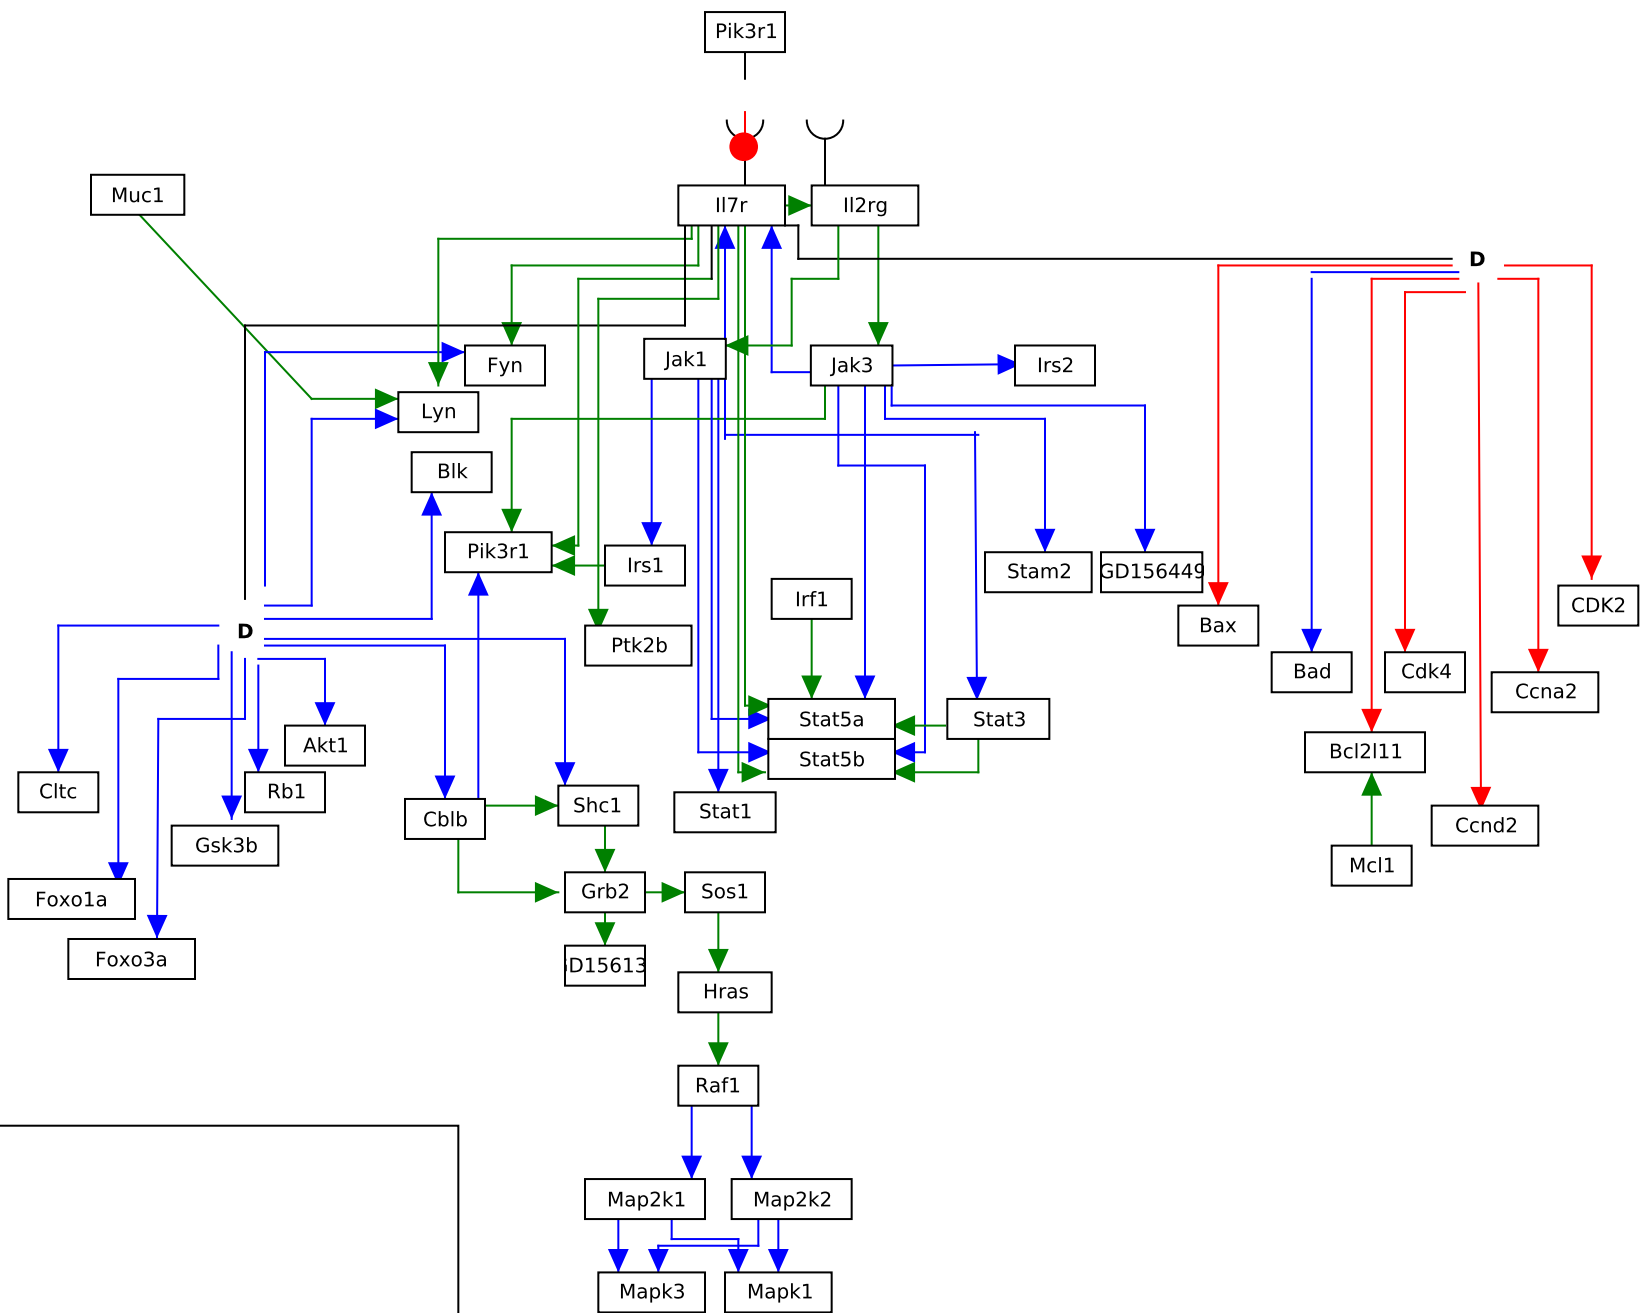 Pik3r1
Muc1
Il7r
Il2rg
D
Fyn
Jak1
Jak3
Irs2
Lyn
Blk
Pik3r1
Irs1
Stam2
GD156449
Irf1
Bax
CDK2
D
Ptk2b
Bad
Cdk4
Ccna2
Stat5a
Stat3
Akt1
Stat5b
Bcl2l11
Cltc
Rb1
Cblb
Shc1
Stat1
Gsk3b
Ccnd2
Mcl1
Foxo1a
Grb2
Sos1
Foxo3a
GD15613
Hras
Raf1
Map2k1
Map2k2
Mapk3
Mapk1